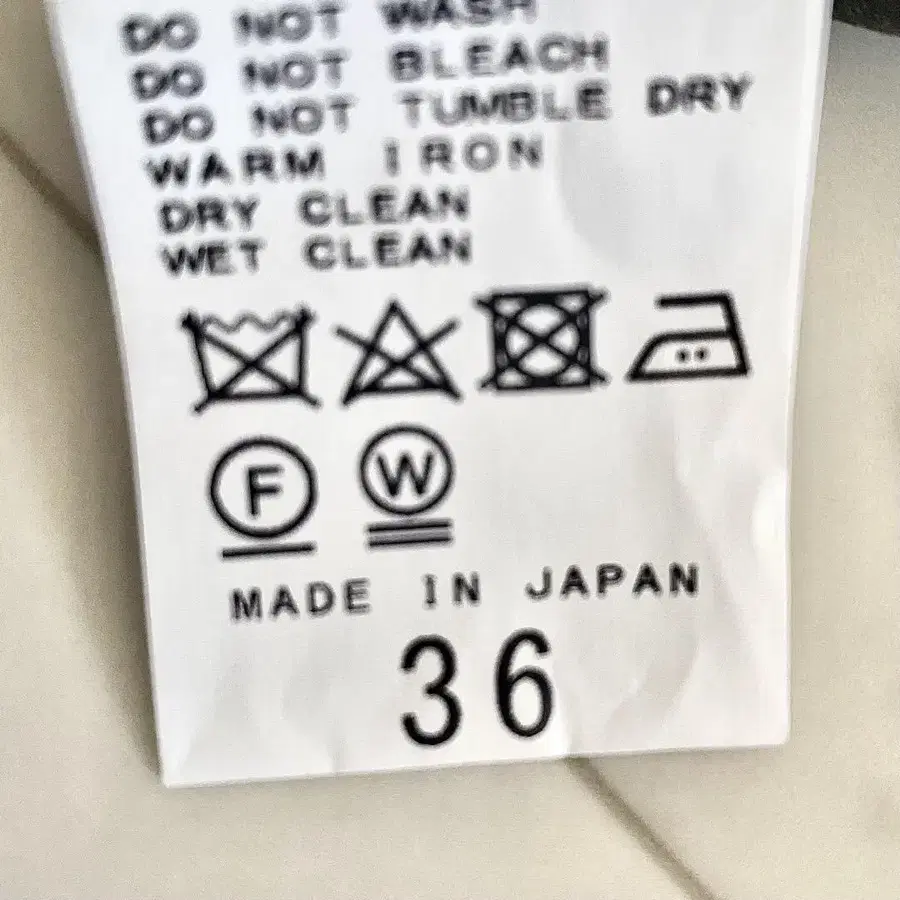 DO NOT WASH
DO NOT BLEACH
DO NOT TUMBLE DRY
WARM IRON
DRY CLEAN
WET CLEAN
F W
MADE IN JAPAN
36